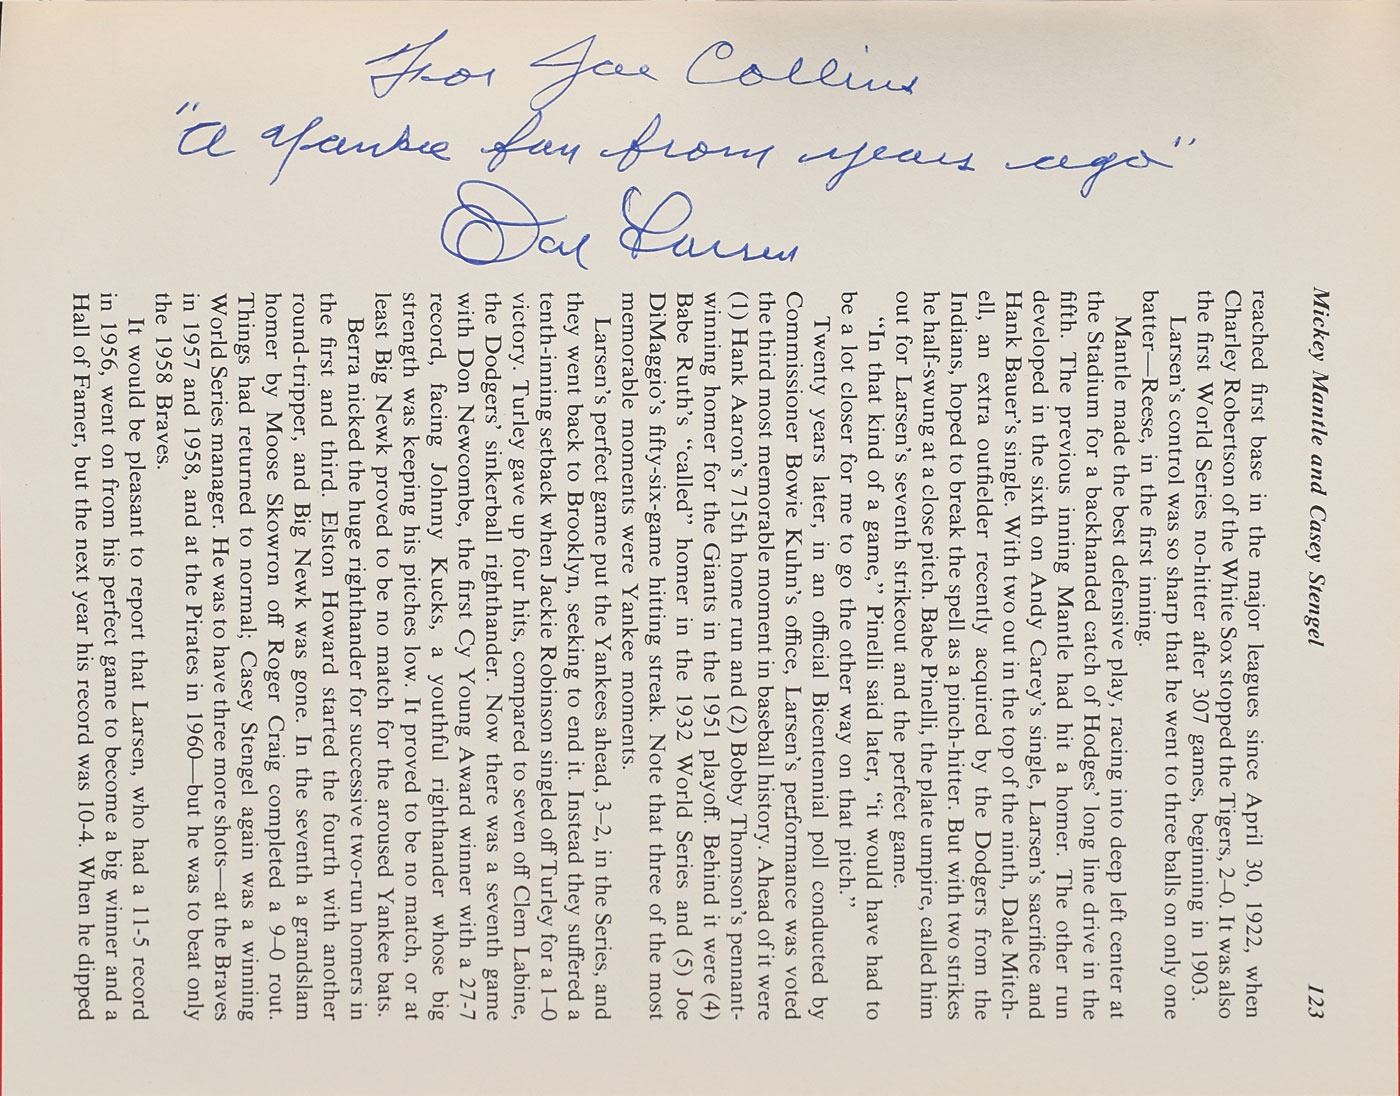 For Joe Collins
"A Yankee fan from years ago"
Don Larsen
Mickey Mantle and Casey Stengel 123
reached first base in the major leagues since April 30, 1922, when
Charley Robertson of the White Sox stopped the Tigers, 2–0. It was also
the first World Series no-hitter after 307 games, beginning in 1903.
Larsen's control was so sharp that he went to three balls on only one
batter—Reese, in the first inning.
Mantle made the best defensive play, racing into deep left center at
the Stadium for a backhanded catch of Hodges' long line drive in the
fifth. The previous inning Mantle had hit a homer. The other run
developed in the sixth on Andy Carey's single, Larsen's sacrifice and
Hank Bauer's single. With two out in the top of the ninth, Dale Mitch-
ell, an extra outfielder recently acquired by the Dodgers from the
Indians, hoped to break the spell as a pinch-hitter. But with two strikes
he half-swung at a close pitch. Babe Pinelli, the plate umpire, called him
out for Larsen's seventh strikeout and the perfect game.
"In that kind of a game," Pinelli said later, "it would have had to
be a lot closer for me to go the other way on that pitch."
Twenty years later, in an official Bicentennial poll conducted by
Commissioner Bowie Kuhn's office, Larsen's performance was voted
the third most memorable moment in baseball history. Ahead of it were
(1) Hank Aaron's 715th home run and (2) Bobby Thomson's pennant-
winning homer for the Giants in the 1951 playoff. Behind it were (4)
Babe Ruth's "called" homer in the 1932 World Series and (5) Joe
DiMaggio's fifty-six-game hitting streak. Note that three of the most
memorable moments were Yankee moments.
Larsen's perfect game put the Yankees ahead, 3–2, in the Series, and
they went back to Brooklyn, seeking to end it. Instead they suffered a
tenth-inning setback when Jackie Robinson singled off Turley for a 1–0
victory. Turley gave up four hits, compared to seven off Clem Labine,
the Dodgers' sinkerball righthander. Now there was a seventh game
with Don Newcombe, the first Cy Young Award winner with a 27-7
record, facing Johnny Kucks, a youthful righthander whose big
strength was keeping his pitches low. It proved to be no match, or at
least Big Newk proved to be no match for the aroused Yankee bats.
Berra nicked the huge righthander for successive two-run homers in
the first and third. Elston Howard started the fourth with another
round-tripper, and Big Newk was gone. In the seventh a grandslam
homer by Moose Skowron off Roger Craig completed a 9–0 rout.
Things had returned to normal; Casey Stengel again was a winning
World Series manager. He was to have three more shots—at the Braves
in 1957 and 1958, and at the Pirates in 1960—but he was to beat only
the 1958 Braves.
It would be pleasant to report that Larsen, who had a 11-5 record
in 1956, went on from his perfect game to become a big winner and a
Hall of Famer, but the next year his record was 10-4. When he dipped